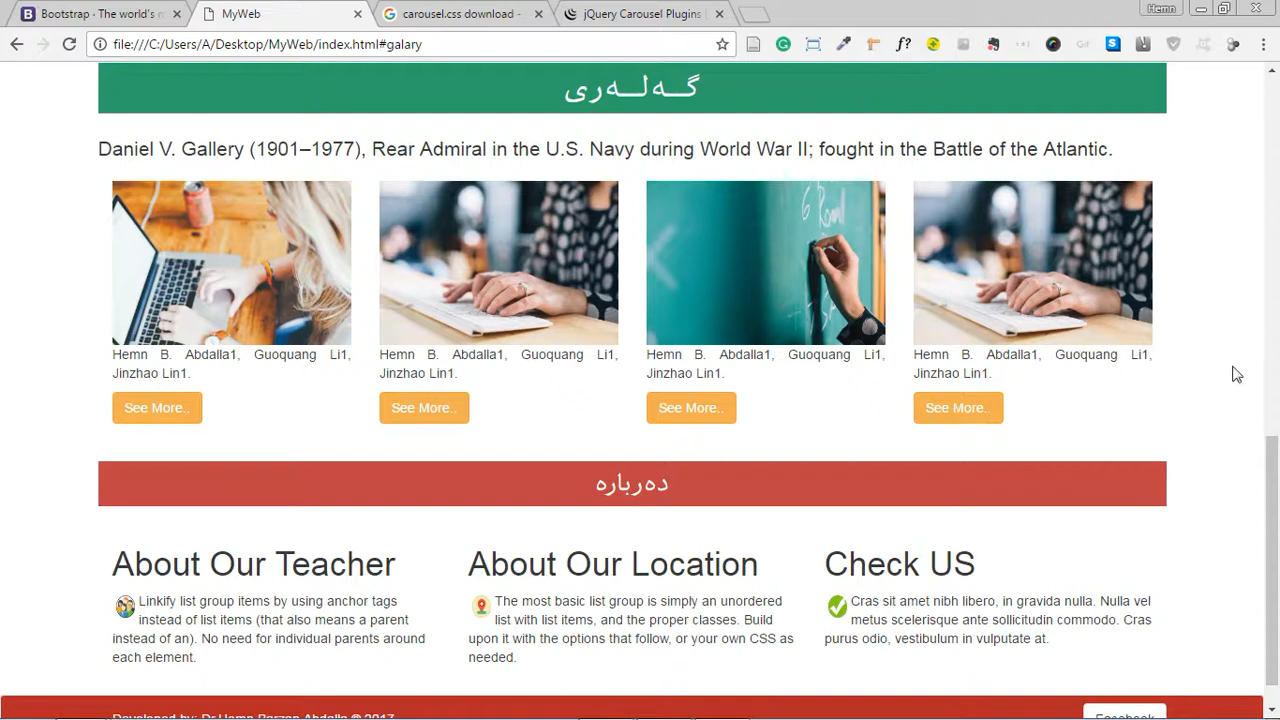 Bootstrap · The world's m
MyWeb
carousel.css download -
jQuery Carousel Plugins |
Hemn
file:///C:/Users/A/Desktop/MyWeb/index.html#galary
گــەلــەری
Daniel V. Gallery (1901–1977), Rear Admiral in the U.S. Navy during World War II; fought in the Battle of the Atlantic.
Hemn B. Abdalla1, Guoquang Li1,
Jinzhao Lin1.
See More..
Hemn B. Abdalla1, Guoquang Li1,
Jinzhao Lin1.
See More..
Hemn B. Abdalla1, Guoquang Li1,
Jinzhao Lin1.
See More..
Hemn B. Abdalla1, Guoquang Li1,
Jinzhao Lin1.
See More..
دەربارە
About Our Teacher
Linkify list group items by using anchor tags
instead of list items (that also means a parent
instead of an). No need for individual parents around
each element.
About Our Location
The most basic list group is simply an unordered
list with list items, and the proper classes. Build
upon it with the options that follow, or your own CSS as
needed.
Check US
Cras sit amet nibh libero, in gravida nulla. Nulla vel
metus scelerisque ante sollicitudin commodo. Cras
purus odio, vestibulum in vulputate at.
Developed by: Dr.Hemn Barzan Abdalla © 2017
Facebook